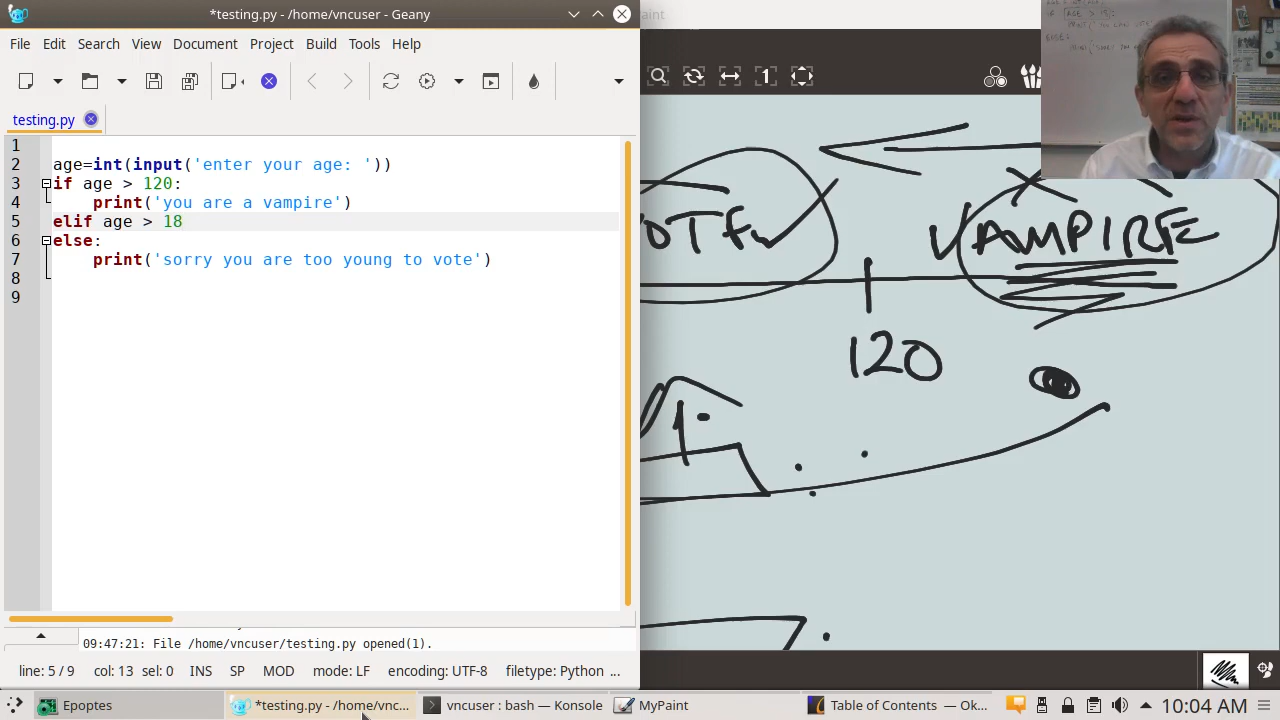 *testing.py - /home/vncuser - Geany
File Edit Search View Document Project Build Tools Help
testing.py
1
2 age=int(input('enter your age: '))
3 if age > 120:
4 print('you are a vampire')
5 elif age > 18
6 else:
7 print('sorry you are too young to vote')
8
9
09:47:21: File /home/vncuser/testing.py opened(1).
line: 5 / 9 col: 13 sel: 0 INS SP MOD mode: LF encoding: UTF-8 filetype: Python ...
1
VAMPIRE
120
1.
Epoptes *testing.py - /home/vnc... vncuser : bash — Konsole MyPaint Table of Contents — Ok... 10:04 AM